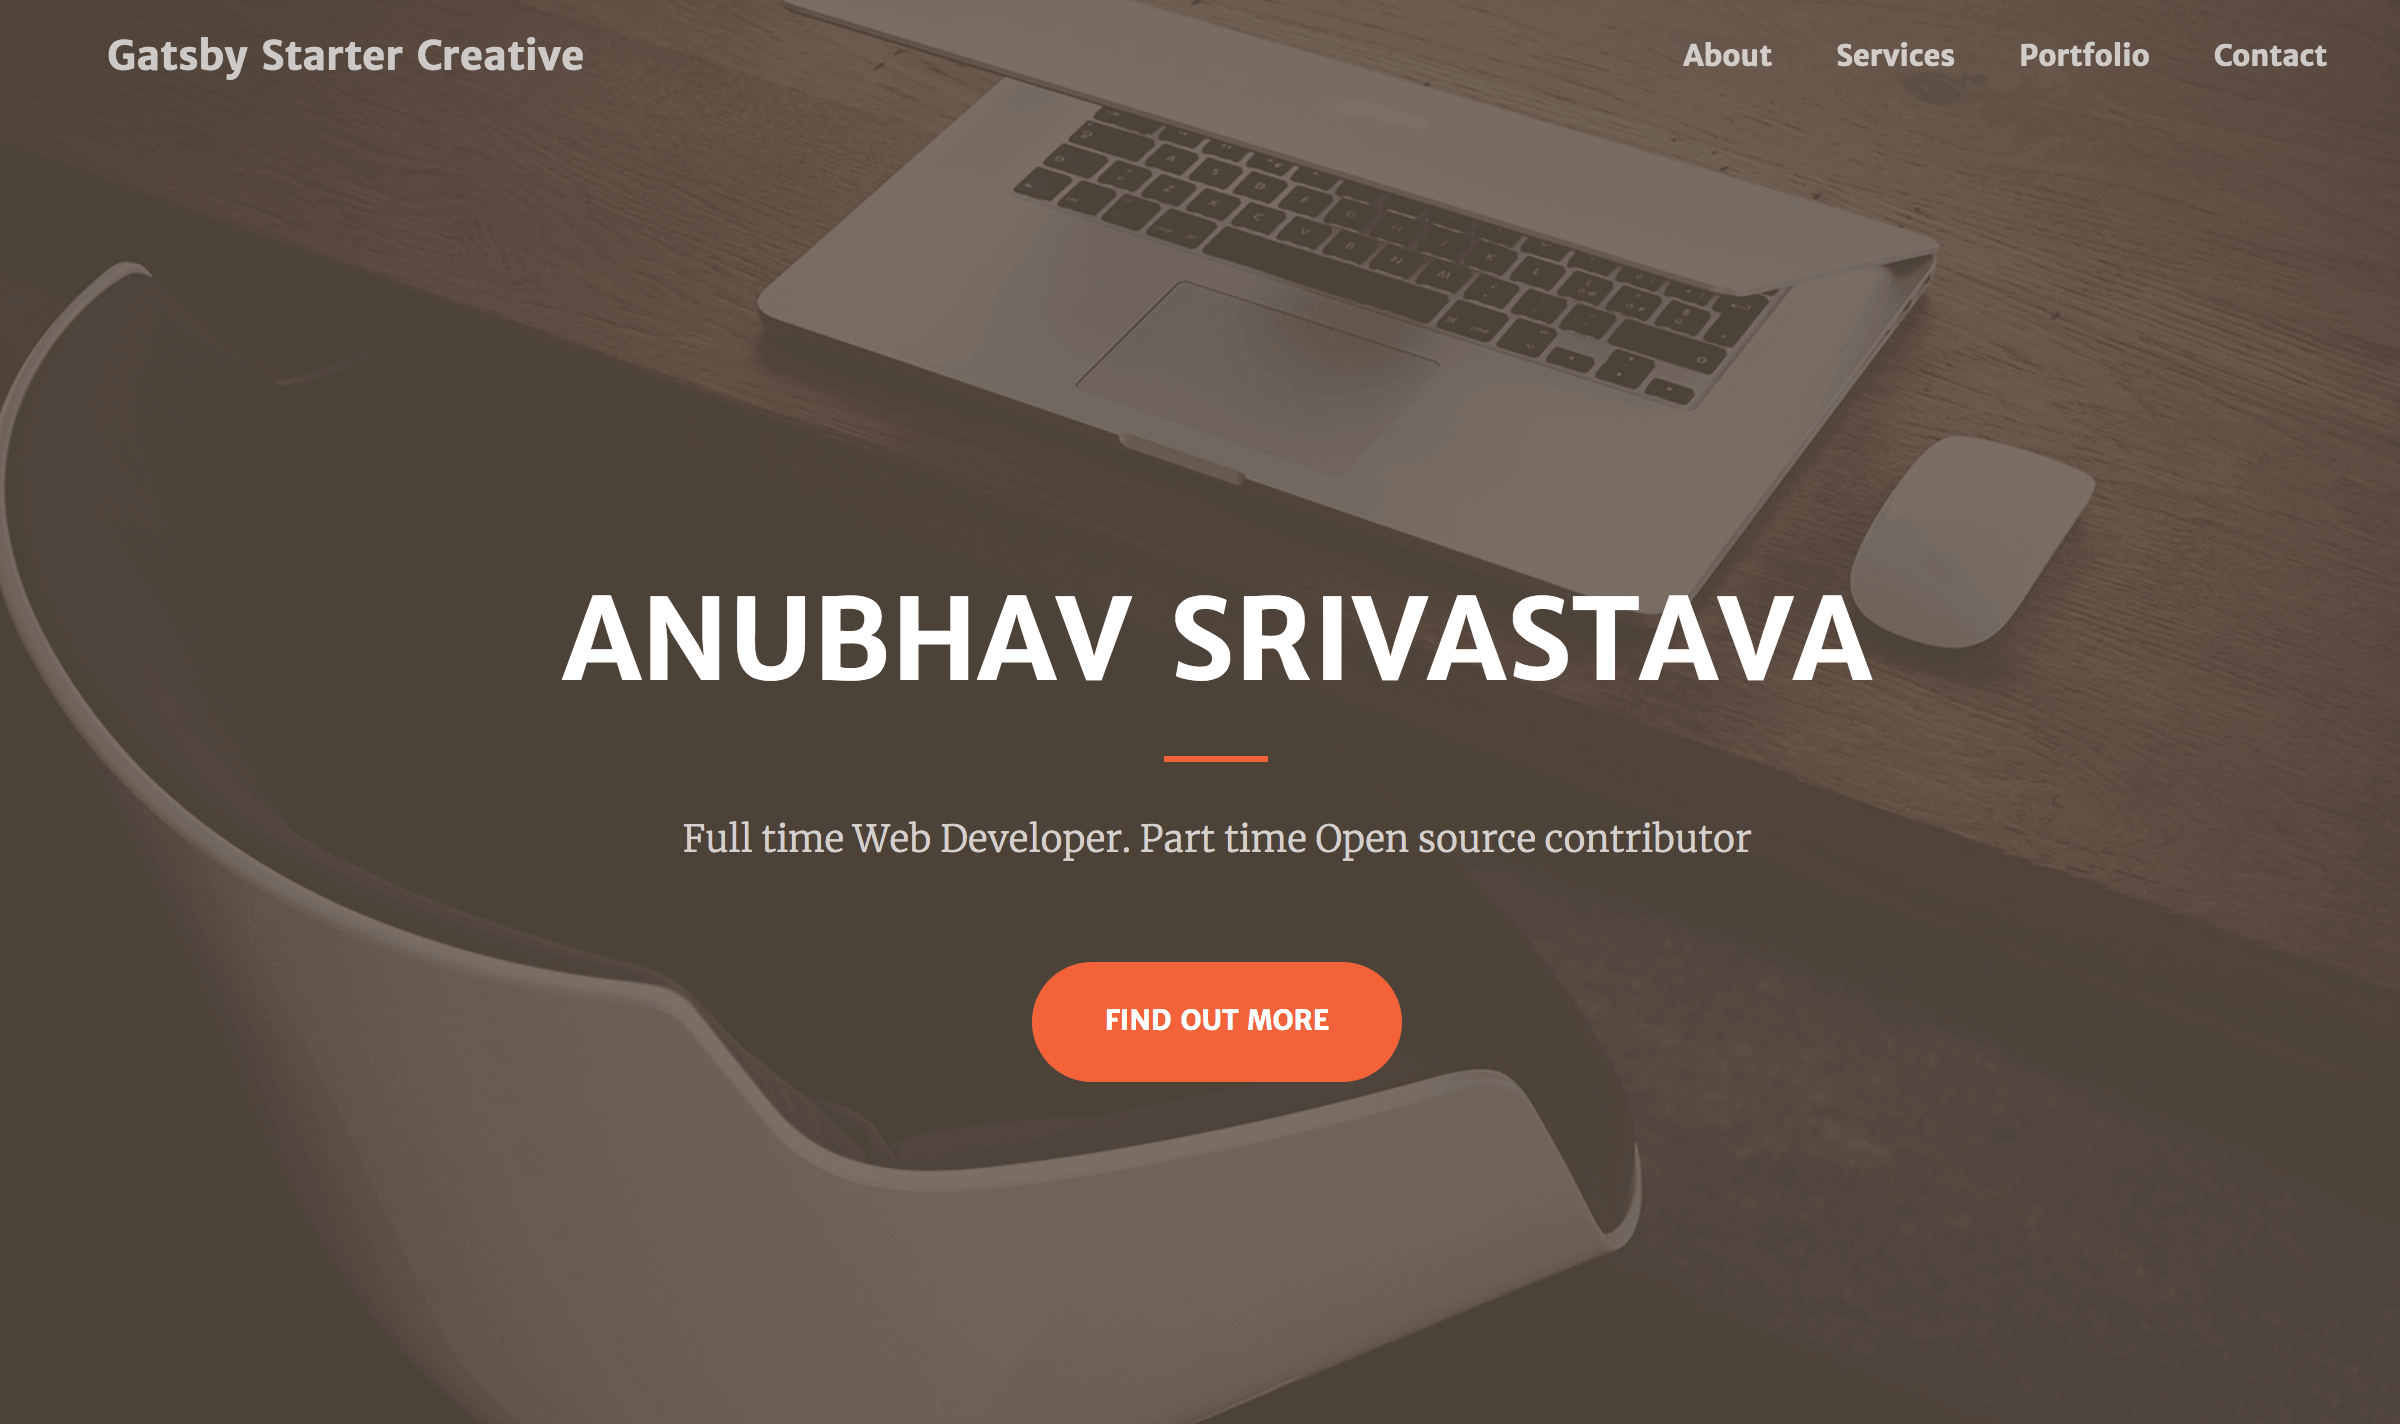 Gatsby Starter Creative
About Services Portfolio Contact
ANUBHAV SRIVASTAVA
Full time Web Developer. Part time Open source contributor
FIND OUT MORE